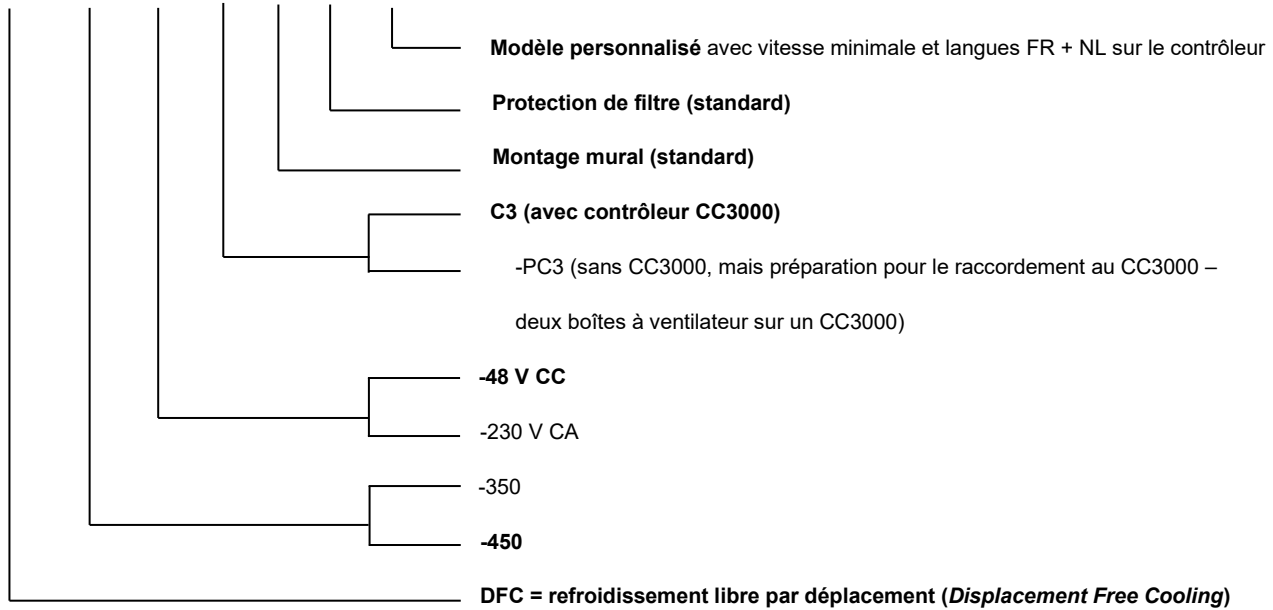 Modèle personnalisé avec vitesse minimale et langues FR + NL sur le contrôleur
Protection de filtre (standard)
Montage mural (standard)
C3 (avec contrôleur CC3000)
-PC3 (sans CC3000, mais préparation pour le raccordement au CC3000 –
deux boîtes à ventilateur sur un CC3000)
-48 V CC
-230 V CA
-350
-450
DFC = refroidissement libre par déplacement (Displacement Free Cooling)